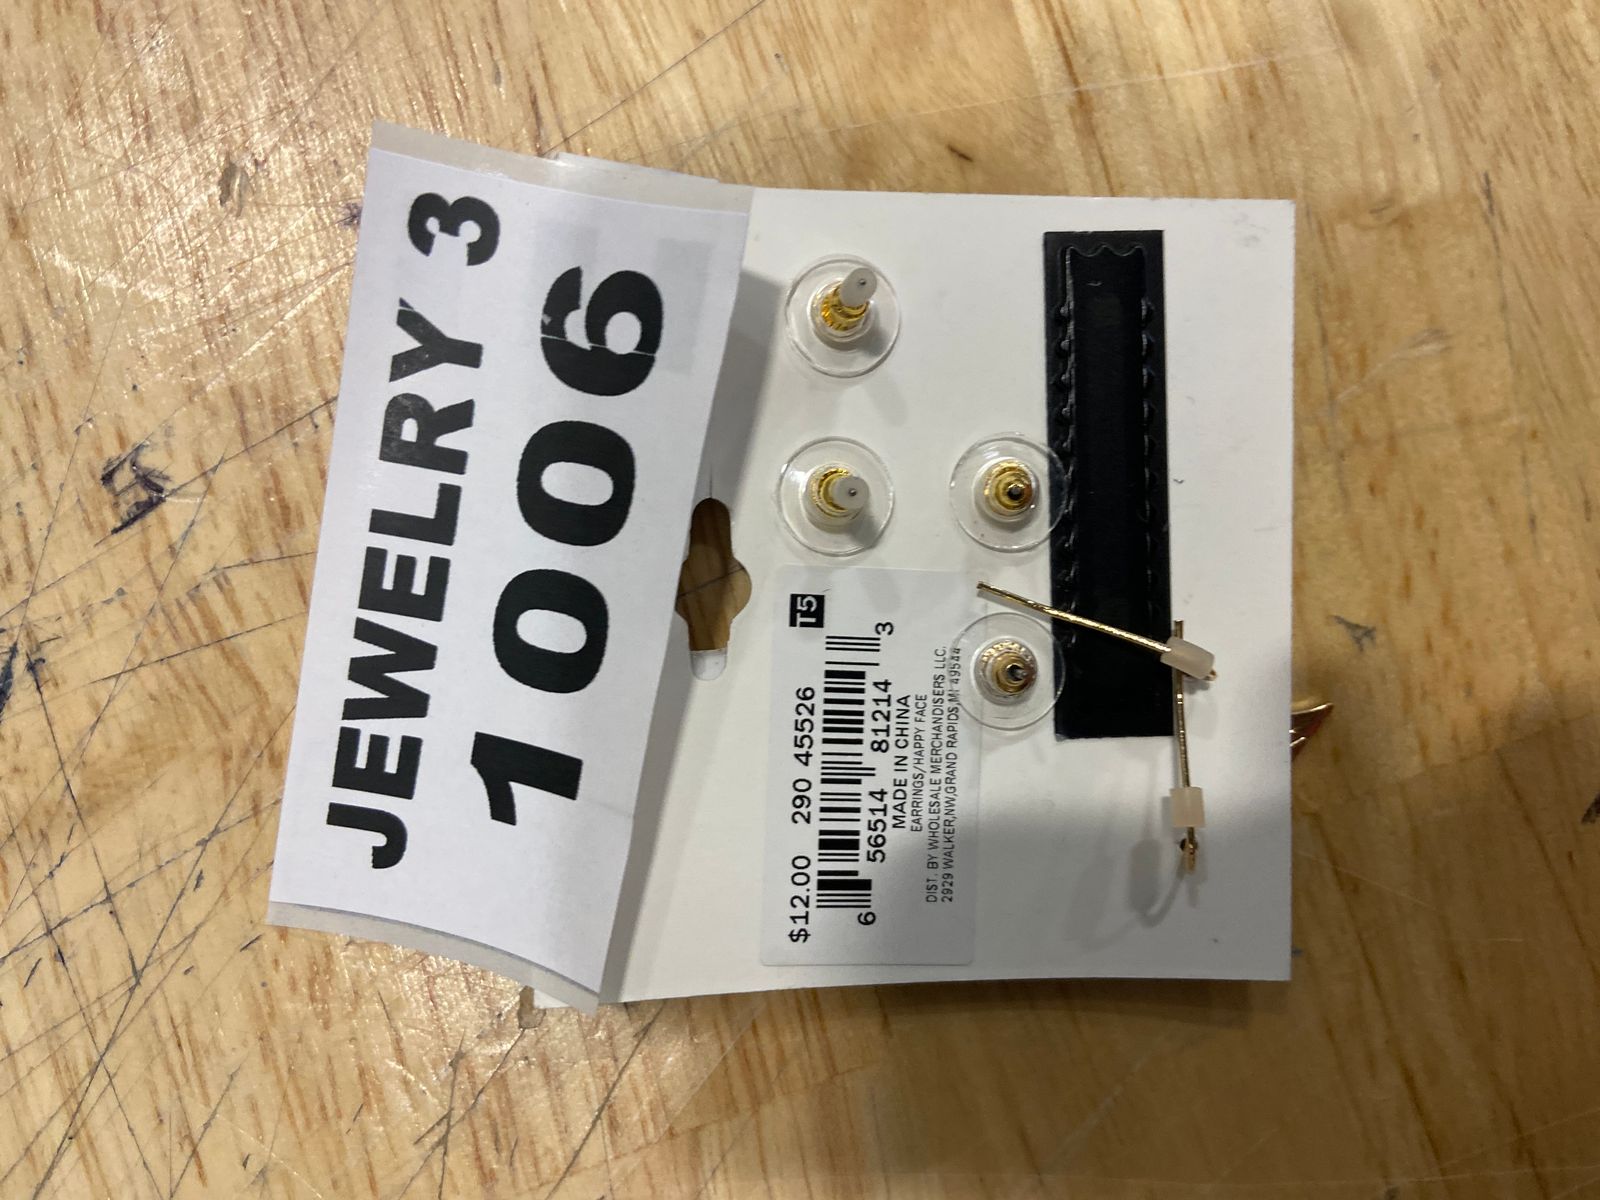 JEWELRY 3
1006
T5
$12.00 290 45526
6 56514 81214 3
MADE IN CHINA
EARRINGS/HAPPY FACE
DIST. BY WHOLESALE MERCHANDISERS LLC.
2929 WALKER,NW,GRAND RAPIDS,MI 49544